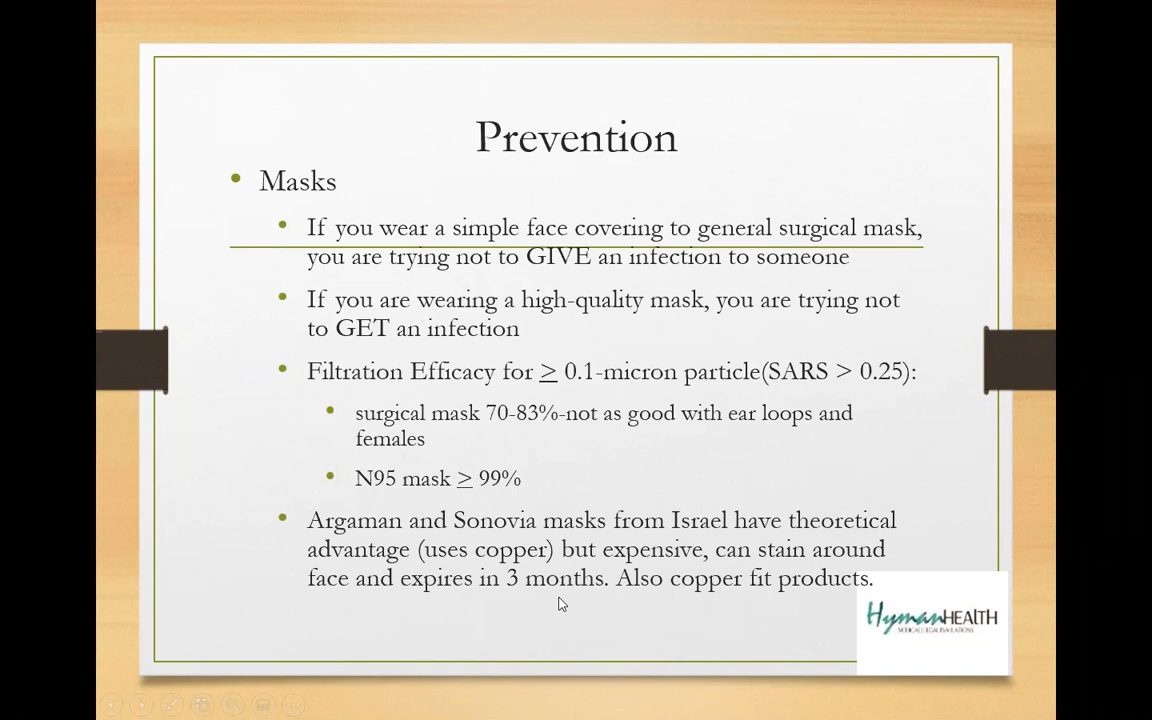 Prevention
• Masks
• If you wear a simple face covering to general surgical mask,
you are trying not to GIVE an infection to someone
• If you are wearing a high-quality mask, you are trying not
to GET an infection
• Filtration Efficacy for ≥ 0.1-micron particle(SARS > 0.25):
• surgical mask 70-83%-not as good with ear loops and
females
• N95 mask ≥ 99%
• Argaman and Sonovia masks from Israel have theoretical
advantage (uses copper) but expensive, can stain around
face and expires in 3 months. Also copper fit products.
HymanHEALTH